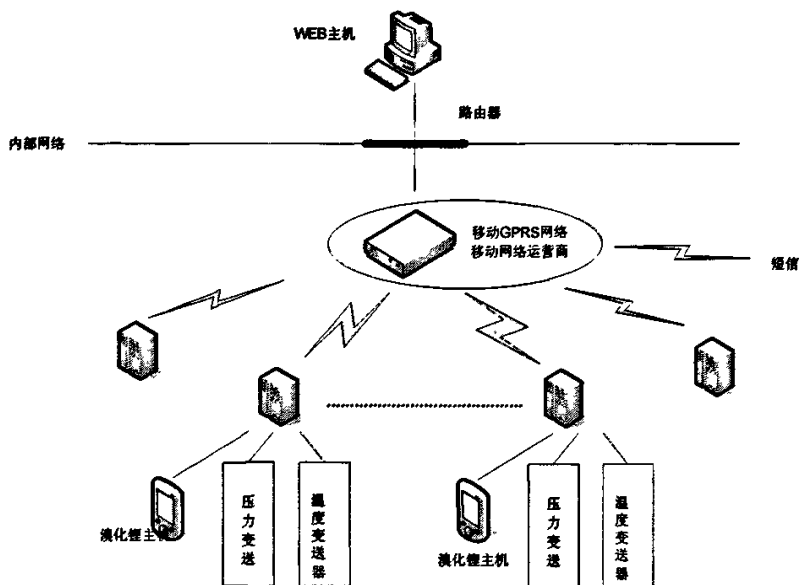 WEB主机
路由器
内部网络
移动GPRS网络
移动网络运营商
短信
溴化锂主机
压力变送
温度变送器
溴化锂主机
压力变送
温度变送器